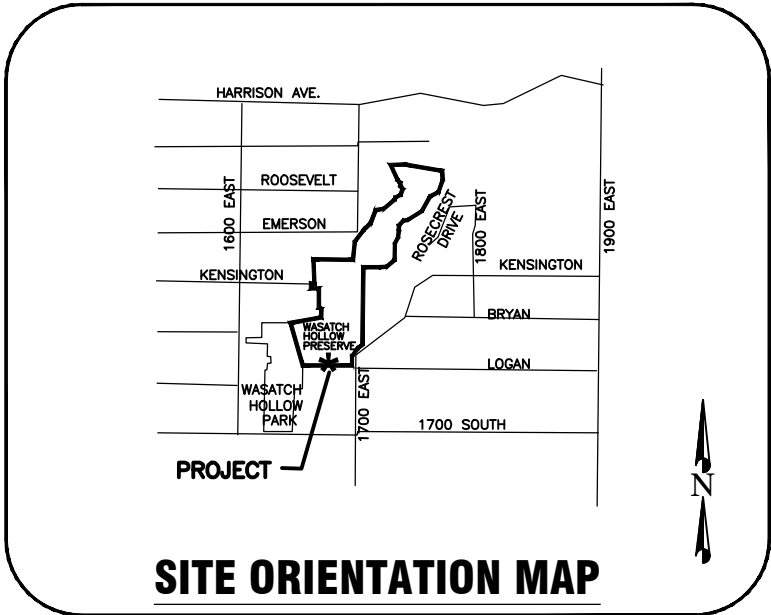 HARRISON AVE.
ROOSEVELT
1600 EAST
EMERSON
ROSECREST
DRIVE
1800 EAST
1900 EAST
KENSINGTON
KENSINGTON
BRYAN
WASATCH
HOLLOW
PRESERVE
LOGAN
WASATCH
HOLLOW
PARK
1700 EAST
1700 SOUTH
PROJECT
N
SITE ORIENTATION MAP